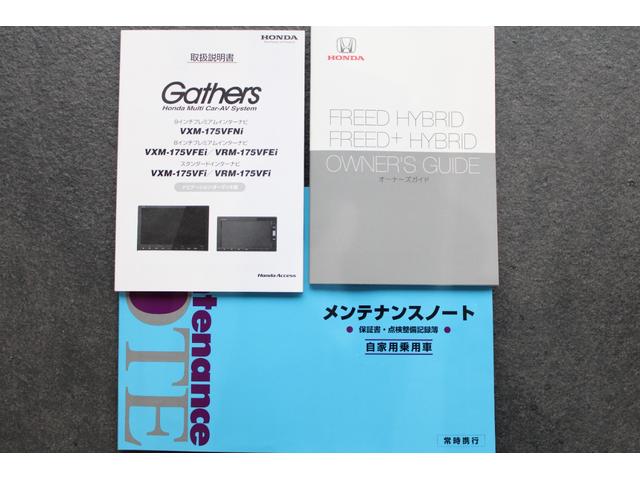 HONDA
取扱説明書
Gathers
Honda Multi Car-AV System
9インチプレミアムインターナビ
VXM-175VFNi
8インチプレミアムインターナビ
VXM-175VFEi / VRM-175VFEi
スタンダードインターナビ
VXM-175VFi / VRM-175VFi
Honda Access
HONDA
FREED HYBRID
FREED+ HYBRID
OWNER'S GUIDE
オーナーズガイド
メンテナンスノート
● 保証書・点検整備記録簿 ●
自家用乗用車
常時携行
ntenance
OTE